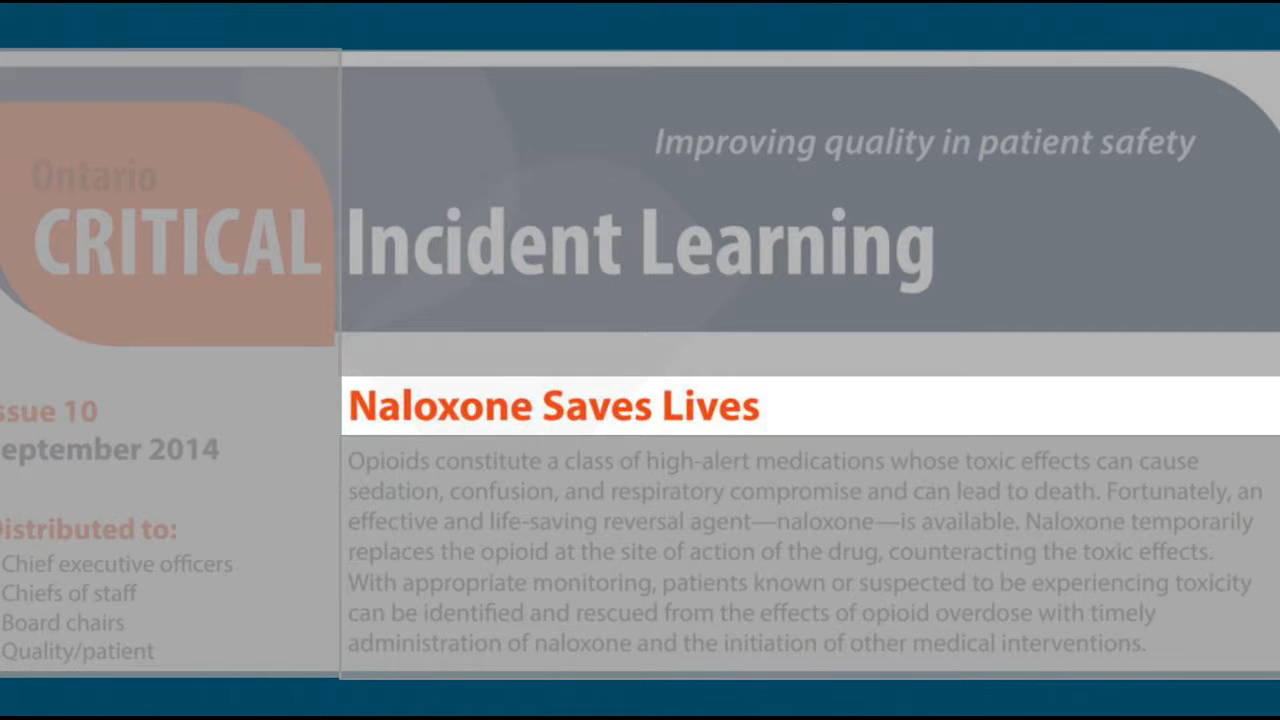 Improving quality in patient safety
Ontario
CRITICAL Incident Learning
ssue 10
eptember 2014
istributed to:
Chief executive officers
Chiefs of staff
Board chairs
Quality/patient
Naloxone Saves Lives
Opioids constitute a class of high-alert medications whose toxic effects can cause
sedation, confusion, and respiratory compromise and can lead to death. Fortunately, an
effective and life-saving reversal agent—naloxone—is available. Naloxone temporarily
replaces the opioid at the site of action of the drug, counteracting the toxic effects.
With appropriate monitoring, patients known or suspected to be experiencing toxicity
can be identified and rescued from the effects of opioid overdose with timely
administration of naloxone and the initiation of other medical interventions.